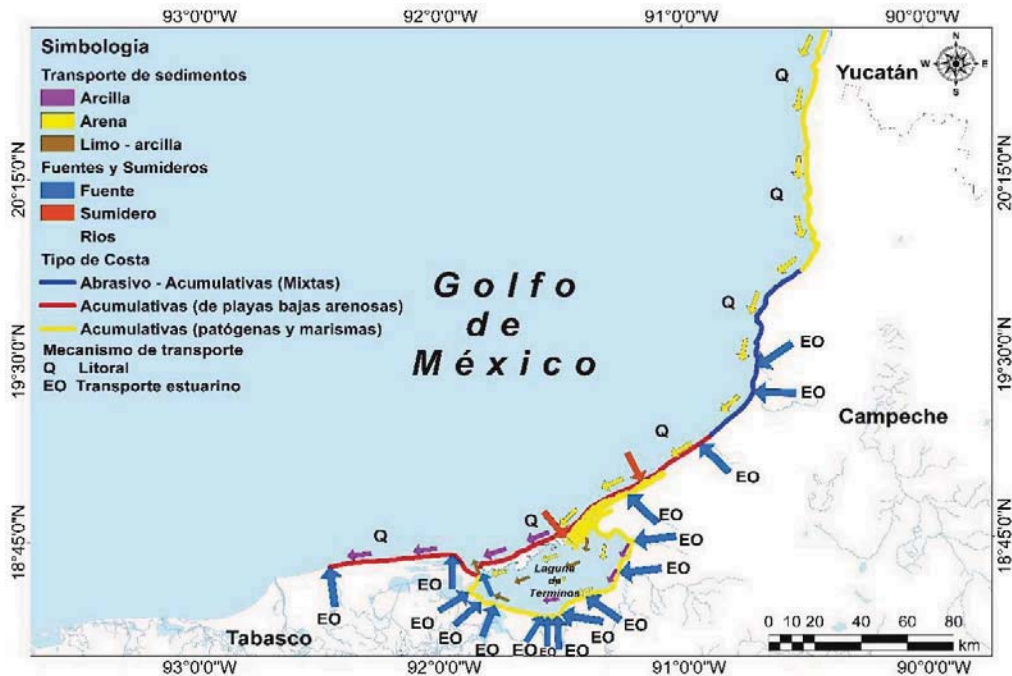 93°0'0"W 92°0'0"W 91°0'0"W 90°0'0"W
Simbología
Transporte de sedimentos
Arcilla
Arena
Limo - arcilla
Fuentes y Sumideros
Fuente
Sumidero
Rios
Tipo de Costa
Abrasivo - Acumulativas (Mixtas)
Acumulativas (de playas bajas arenosas)
Acumulativas (patógenas y marismas)
Mecanismo de transporte
Q Litoral
EO Transporte estuarino
N
W E
S
Yucatán
Q
20°15'0"N
20°15'0"N
Q
Golfo
de
México
Q
19°30'0"N
19°30'0"N
EO
EO
Campeche
Q
EO
EO
18°45'0"N
18°45'0"N
Q
Q
EO
EO
Laguna
de
Terminos
EO
EO
EO
EO
EO
EO
EO
EO
EO
Tabasco
0 10 20 40 60 80
km
93°0'0"W 92°0'0"W 91°0'0"W 90°0'0"W